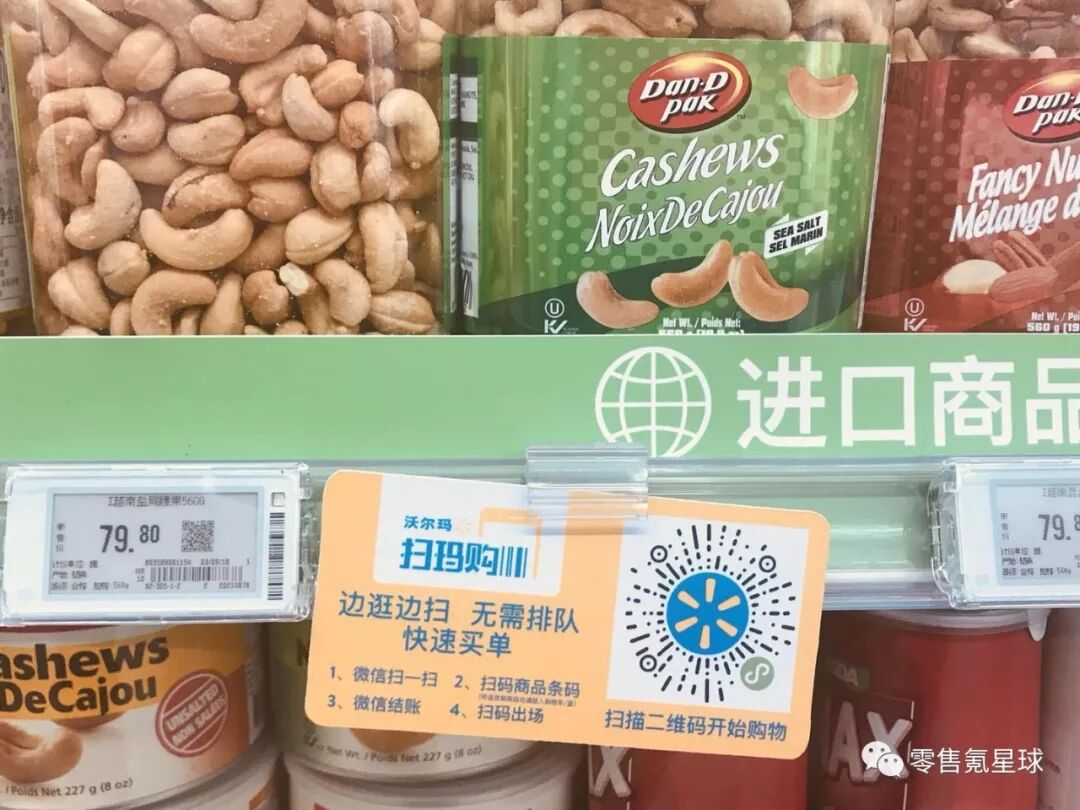 Dan-D
pak
TM
Cashews
NoixDeCajou
SEA SALT
SEL MARIN
Net Wt. / Poids Net:
Dan-D
pak
Fancy Nu
Mélange d
Net Wt. / Poi
560 g
进口商品
79.80
沃尔玛
扫玛购
边逛边扫 无需排队
快速买单
1、微信扫一扫 2、扫码商品条码
3、微信结账 4、扫码出场
扫描二维码开始购物
79.8
ashews
DeCajou
UNSALTED
NON SALÉ
Net 227 g (8 oz)
Net Wt. / Poids Net 227 g (8 oz)
AX
零售氪星球